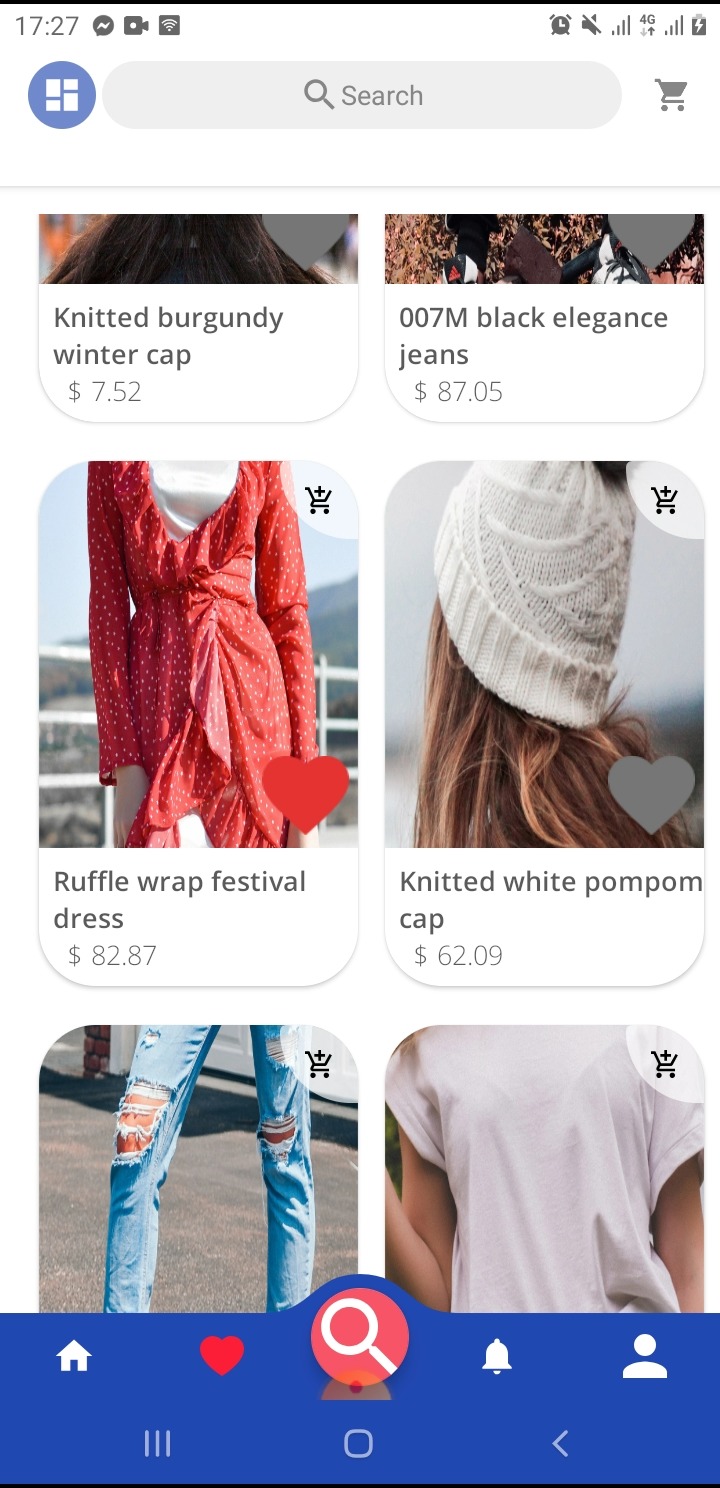 17:27
4G
Search
Knitted burgundy
winter cap
$ 7.52
007M black elegance
jeans
$ 87.05
Ruffle wrap festival
dress
$ 82.87
Knitted white pompom
cap
$ 62.09